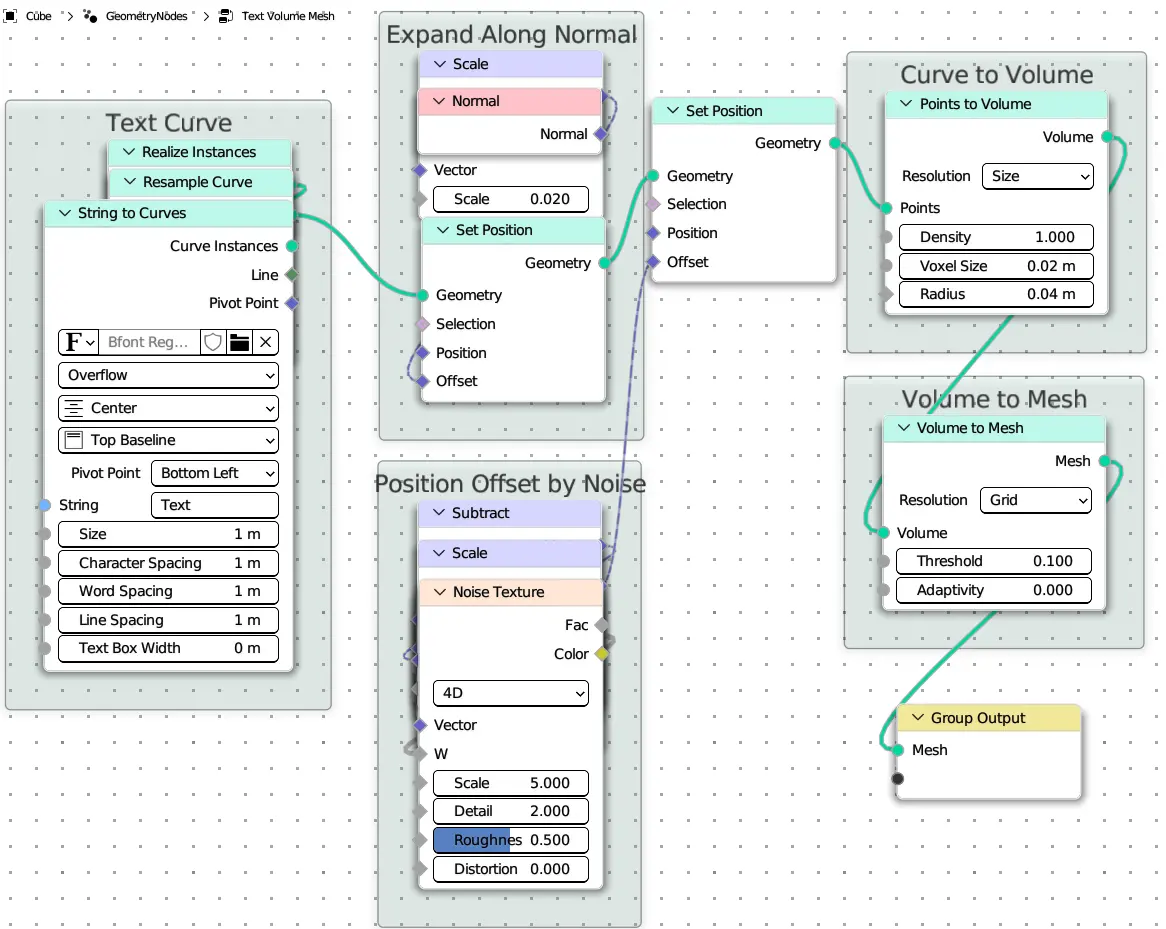 Cube > GeometryNodes > Text Volume Mesh
Text Curve
Realize Instances
Resample Curve
String to Curves
Curve Instances
Line
Pivot Point
F Bfont Reg...
Overflow
Center
Top Baseline
Pivot Point Bottom Left
String Text
Size 1 m
Character Spacing 1 m
Word Spacing 1 m
Line Spacing 1 m
Text Box Width 0 m
Expand Along Normal
Scale
Normal
Normal
Vector
Scale 0.020
Set Position
Geometry
Geometry
Selection
Position
Offset
Position Offset by Noise
Subtract
Scale
Noise Texture
Fac
Color
4D
Vector
W
Scale 5.000
Detail 2.000
Roughnes 0.500
Distortion 0.000
Set Position
Geometry
Geometry
Selection
Position
Offset
Curve to Volume
Points to Volume
Volume
Resolution Size
Points
Density 1.000
Voxel Size 0.02 m
Radius 0.04 m
Volume to Mesh
Volume to Mesh
Mesh
Resolution Grid
Volume
Threshold 0.100
Adaptivity 0.000
Group Output
Mesh